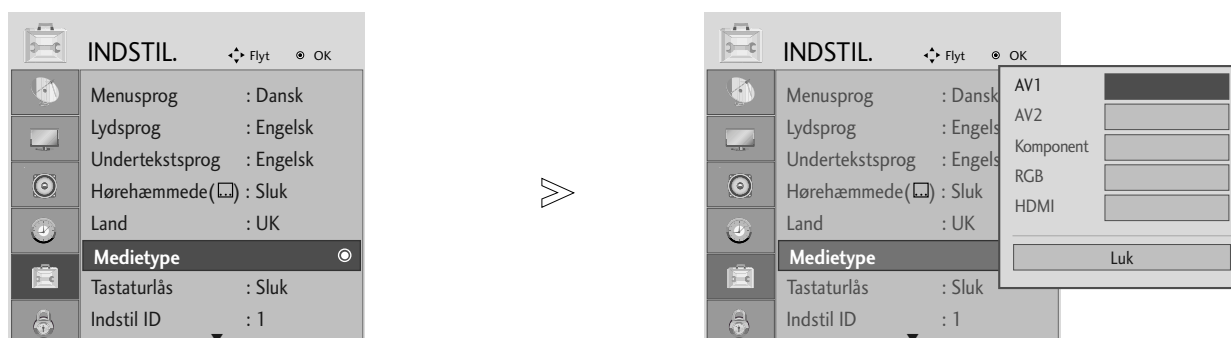 INDSTIL. Flyt OK
Menusprog : Dansk
Lydsprog : Engelsk
Undertekstsprog : Engelsk
Hørehæmmede( ) : Sluk
Land : UK
Medietype
Tastaturlås : Sluk
Indstil ID : 1
INDSTIL. Flyt OK
Menusprog : Dansk
Lydsprog : Engels
Undertekstsprog : Engels
Hørehæmmede( ) : Sluk
Land : UK
Medietype
Tastaturlås : Sluk
Indstil ID : 1
AV1
AV2
Komponent
RGB
HDMI
Luk